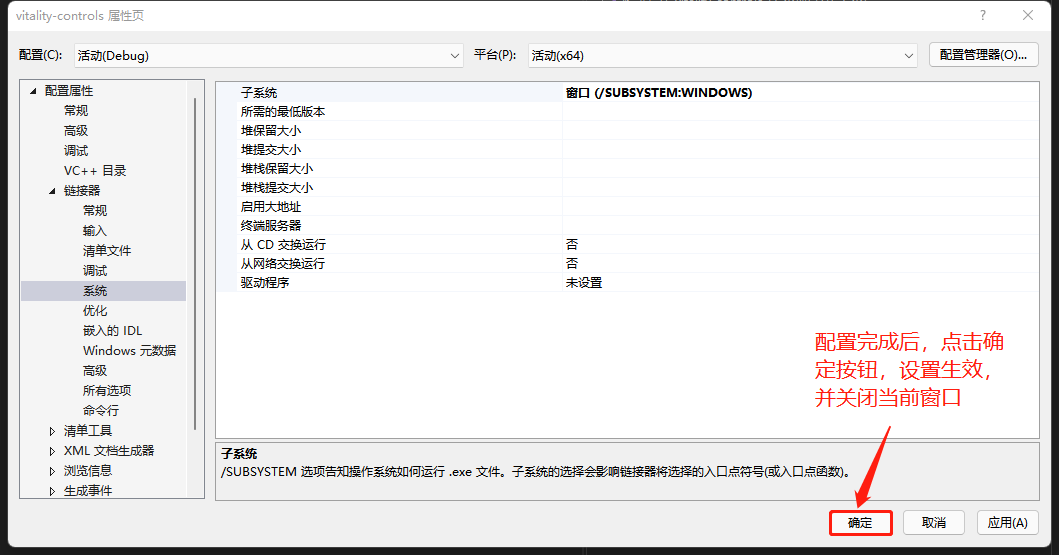 vitality-controls 属性页
配置(C): 活动(Debug) 平台(P): 活动(x64) 配置管理器(O)...
配置属性
常规
高级
调试
VC++ 目录
链接器
常规
输入
清单文件
调试
系统
优化
嵌入的 IDL
Windows 元数据
高级
所有选项
命令行
清单工具
XML 文档生成器
浏览信息
生成事件
子系统 窗口 (/SUBSYSTEM:WINDOWS)
所需的最低版本
堆保留大小
堆提交大小
堆栈保留大小
堆栈提交大小
启用大地址
终端服务器
从 CD 交换运行 否
从网络交换运行 否
驱动程序 未设置
配置完成后，点击确
定按钮，设置生效，
并关闭当前窗口
子系统
/SUBSYSTEM 选项告知操作系统如何运行 .exe 文件。子系统的选择会影响链接器将选择的入口点符号(或入口点函数)。
确定 取消 应用(A)